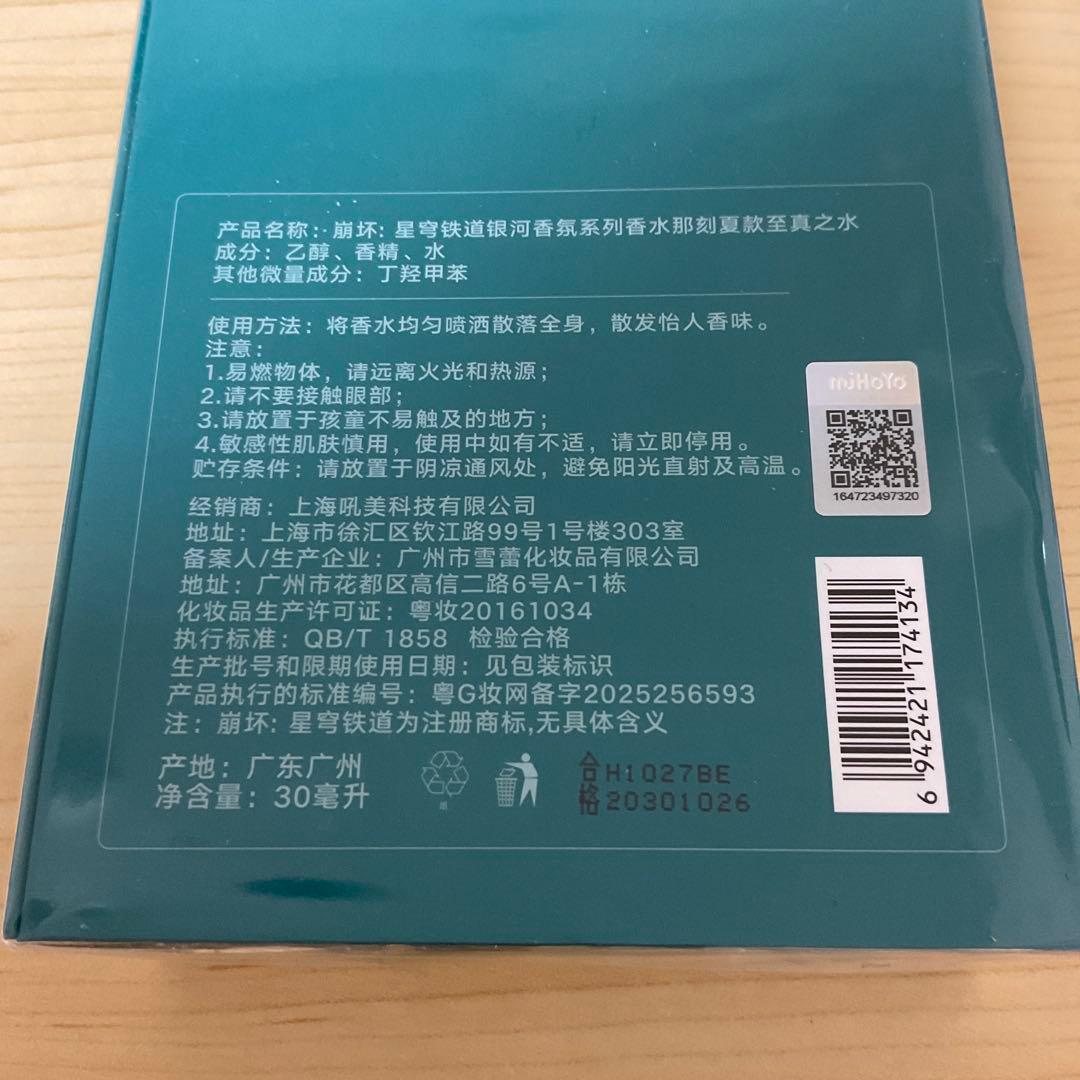 产品名称: 崩坏: 星穹铁道银河香氛系列香水那刻夏款至真之水
成分: 乙醇、香精、水
其他微量成分: 丁羟甲苯
使用方法: 将香水均匀喷洒散落全身，散发怡人香味。
注意:
1.易燃物体，请远离火光和热源;
2.请不要接触眼部;
3.请放置于孩童不易触及的地方;
4.敏感性肌肤慎用，使用中如有不适，请立即停用。
贮存条件: 请放置于阴凉通风处，避免阳光直射及高温。
经销商: 上海吼美科技有限公司
地址: 上海市徐汇区钦江路99号1号楼303室
备案人/生产企业: 广州市雪蕾化妆品有限公司
地址: 广州市花都区高信二路6号A-1栋
化妆品生产许可证: 粤妆20161034
执行标准: QB/T 1858 检验合格
生产批号和限期使用日期: 见包装标识
产品执行的标准编号: 粤G妆网备字2025256593
注: 崩坏: 星穹铁道为注册商标,无具体含义
产地: 广东广州
净含量: 30毫升
纸
合格
H1027BE
20301026
miHoYo
164723497320
6 942421 174134